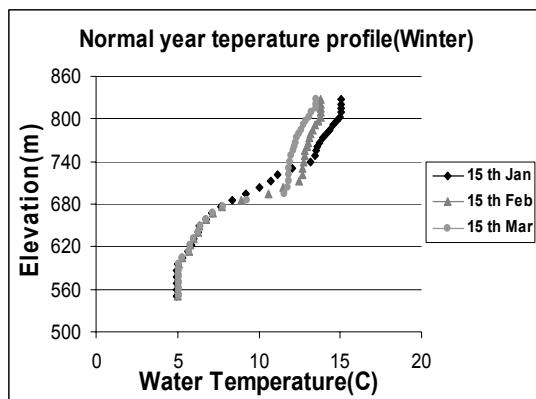 Normal year teperature profile(Winter)
860
800
740
680
620
560
500
Elevation(m)
0
5
10
15
20
Water Temperature(C)
15 th Jan
15 th Feb
15 th Mar